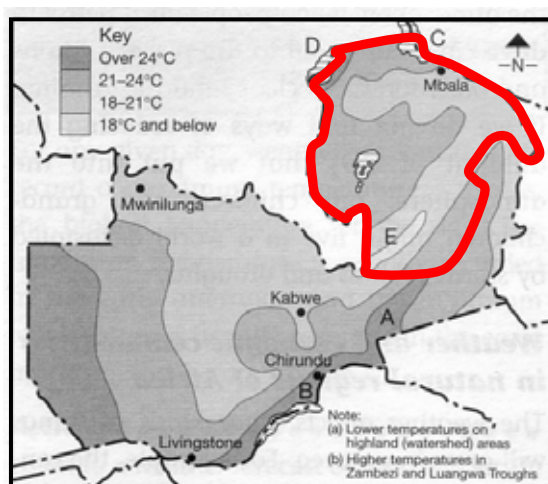 Key
Over 24°C
21–24°C
18–21°C
18°C and below
D
C
–N–
Mbala
Mwinilunga
E
Kabwe
A
Chirundu
B
Livingstone
Note:
(a) Lower temperatures on
highland (watershed) areas
(b) Higher temperatures in
Zambezi and Luangwa Troughs